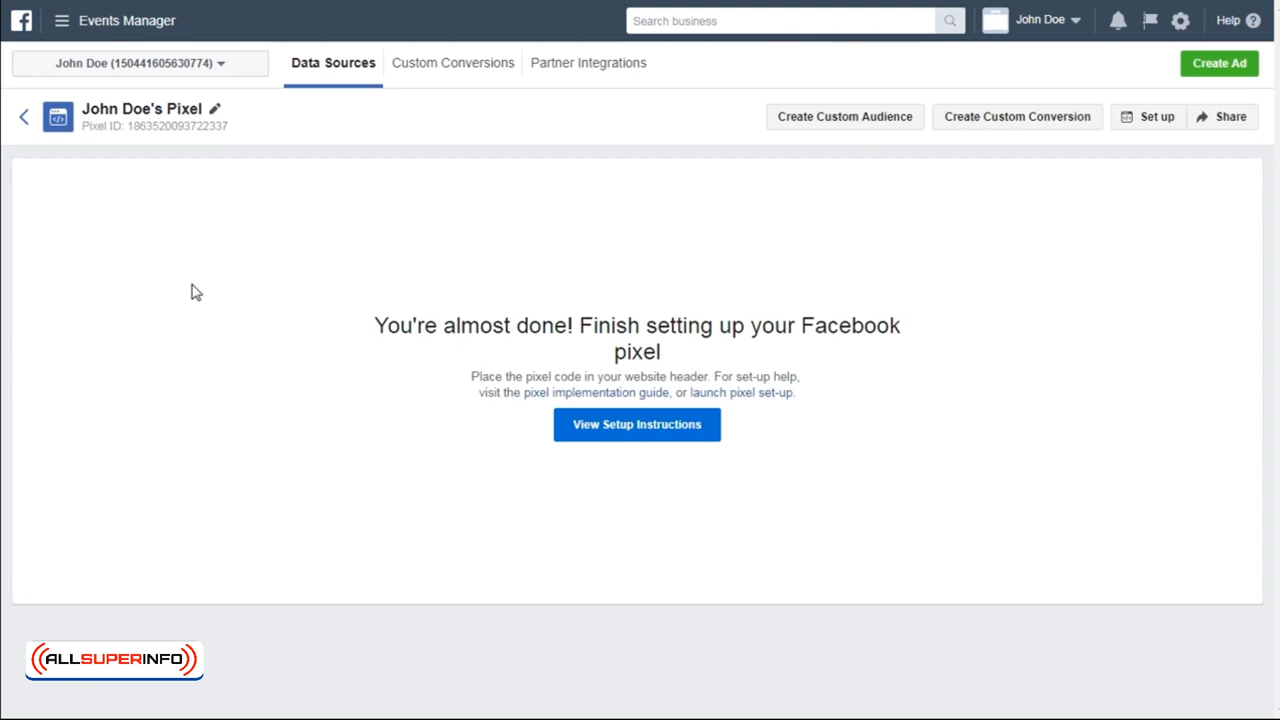 Events Manager
Search business
John Doe
Help
John Doe (150441605630774)
Data Sources
Custom Conversions
Partner Integrations
Create Ad
John Doe's Pixel
Pixel ID: 1863520093722337
Create Custom Audience
Create Custom Conversion
Set up
Share
You're almost done! Finish setting up your Facebook
pixel
Place the pixel code in your website header. For set-up help,
visit the pixel implementation guide, or launch pixel set-up.
View Setup Instructions
ALLSUPERINFO